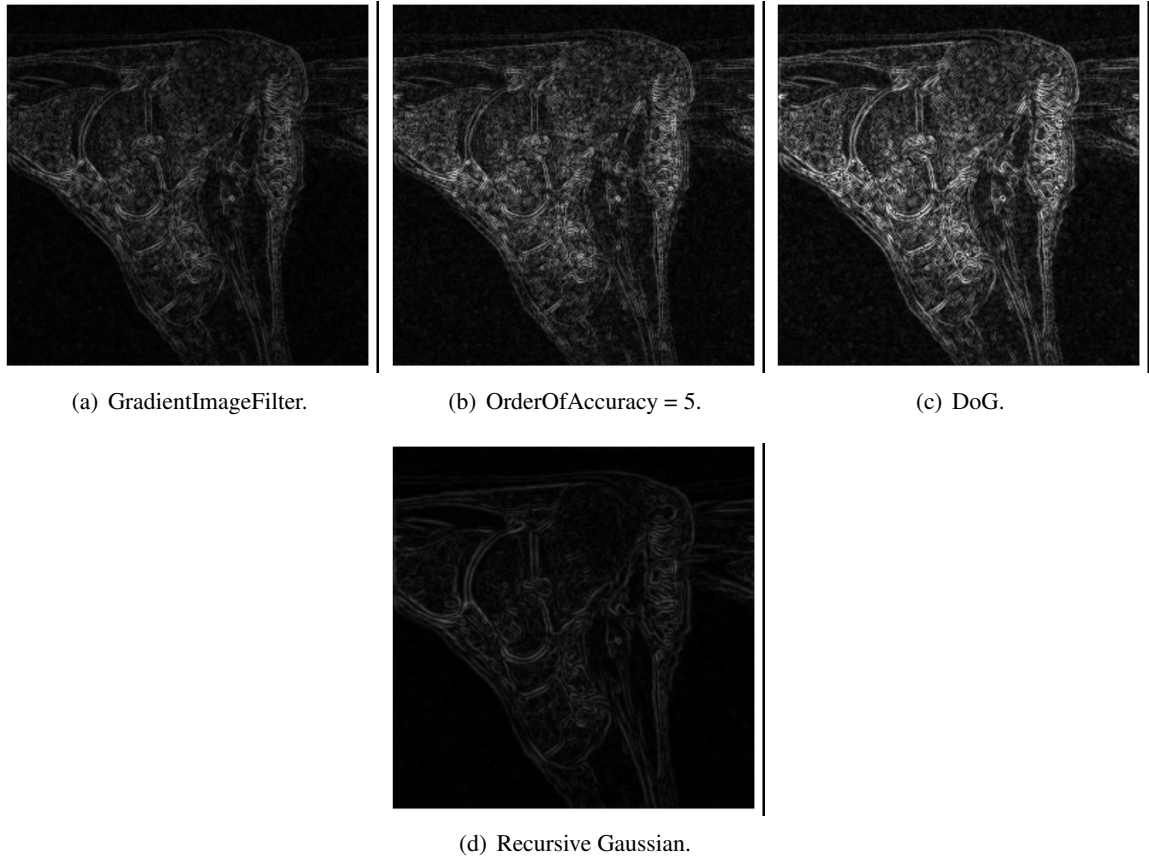 (a) GradientImageFilter.
(b) OrderOfAccuracy = 5.
(c) DoG.
(d) Recursive Gaussian.